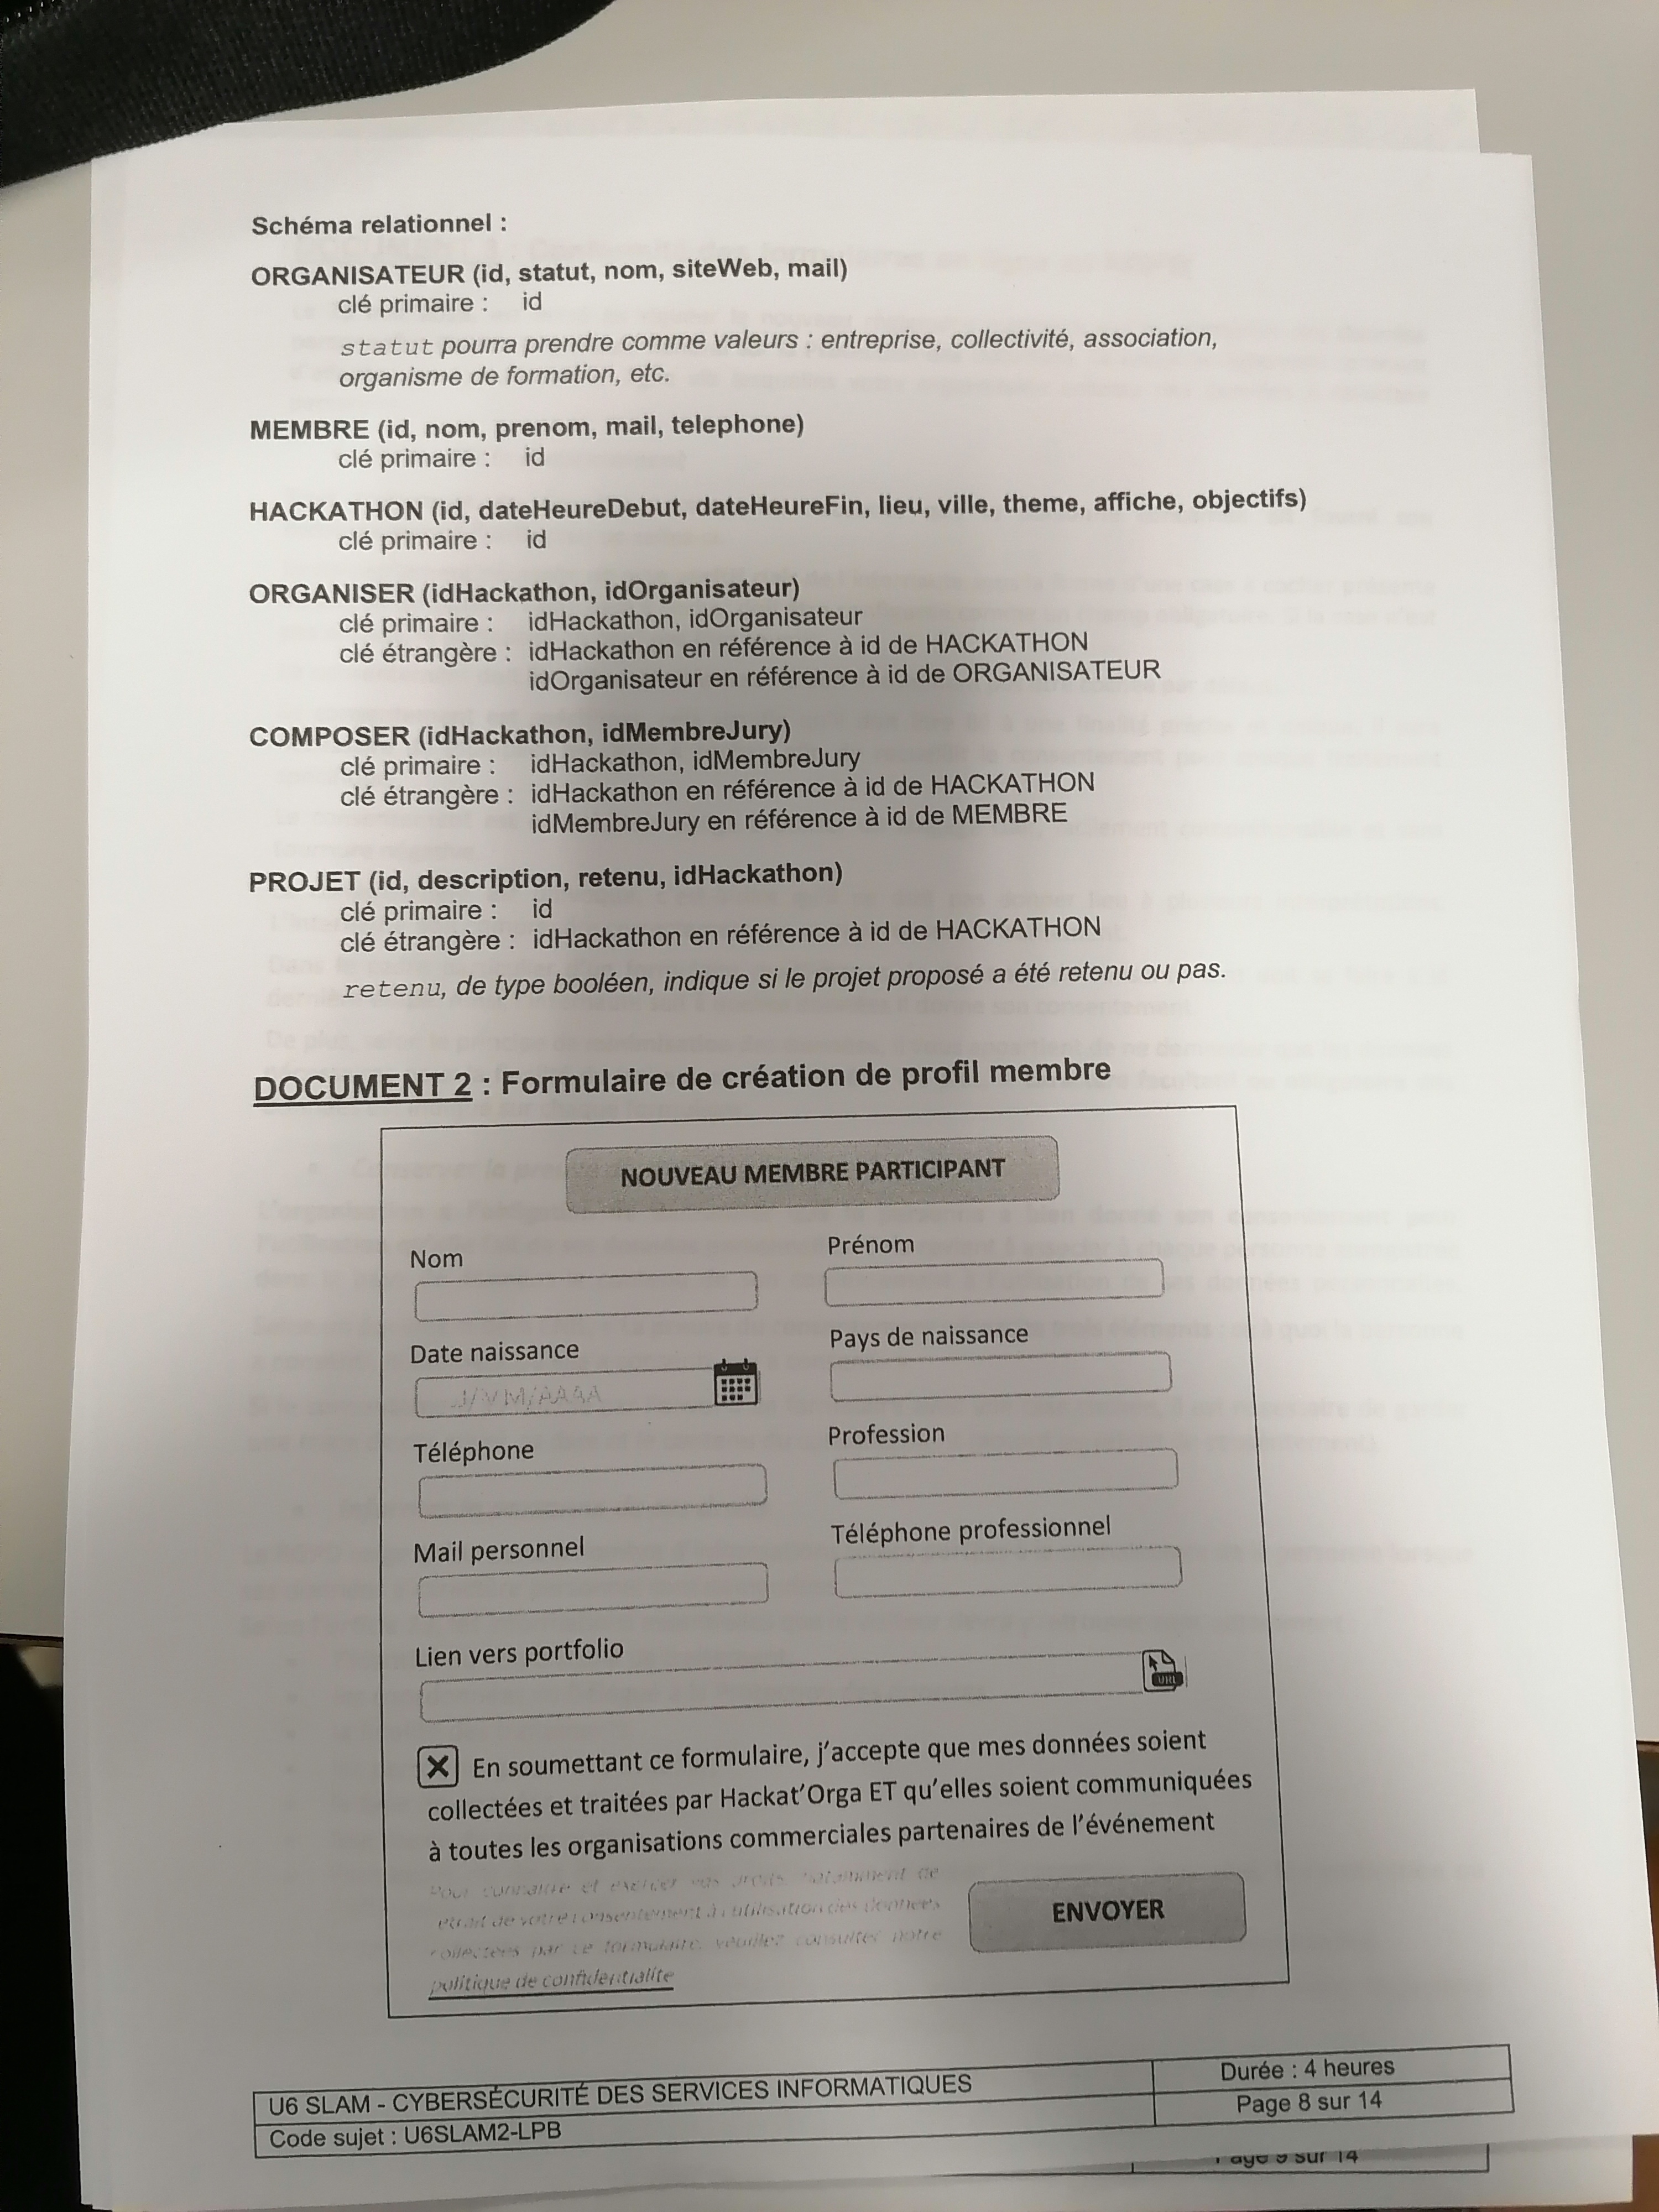 Schéma relationnel :
ORGANISATEUR (id, statut, nom, siteWeb, mail)
clé primaire : id
statut pourra prendre comme valeurs : entreprise, collectivité, association,
organisme de formation, etc.
MEMBRE (id, nom, prenom, mail, telephone)
clé primaire : id
HACKATHON (id, dateHeureDebut, dateHeureFin, lieu, ville, theme, affiche, objectifs)
clé primaire : id
ORGANISER (idHackathon, idOrganisateur)
clé primaire : idHackathon, idOrganisateur
clé étrangère : idHackathon en référence à id de HACKATHON
idOrganisateur en référence à id de ORGANISATEUR
COMPOSER (idHackathon, idMembreJury)
clé primaire : idHackathon, idMembreJury
clé étrangère : idHackathon en référence à id de HACKATHON
idMembreJury en référence à id de MEMBRE
PROJET (id, description, retenu, idHackathon)
clé primaire : id
clé étrangère : idHackathon en référence à id de HACKATHON
retenu, de type booléen, indique si le projet proposé a été retenu ou pas.
DOCUMENT 2 : Formulaire de création de profil membre
NOUVEAU MEMBRE PARTICIPANT
Nom
Prénom
Date naissance
Pays de naissance
Téléphone
Profession
Mail personnel
Téléphone professionnel
Lien vers portfolio
URL
En soumettant ce formulaire, j'accepte que mes données soient
collectées et traitées par Hackat'Orga ET qu'elles soient communiquées
à toutes les organisations commerciales partenaires de l'événement
Pour connaître et exercer vos droits, notamment de
retrait de votre consentement à l'utilisation des données
collectées par ce formulaire, veuillez consulter notre
politique de confidentialité
ENVOYER
U6 SLAM - CYBERSÉCURITÉ DES SERVICES INFORMATIQUES
Durée : 4 heures
Code sujet : U6SLAM2-LPB
Page 8 sur 14
Page 9 sur 14